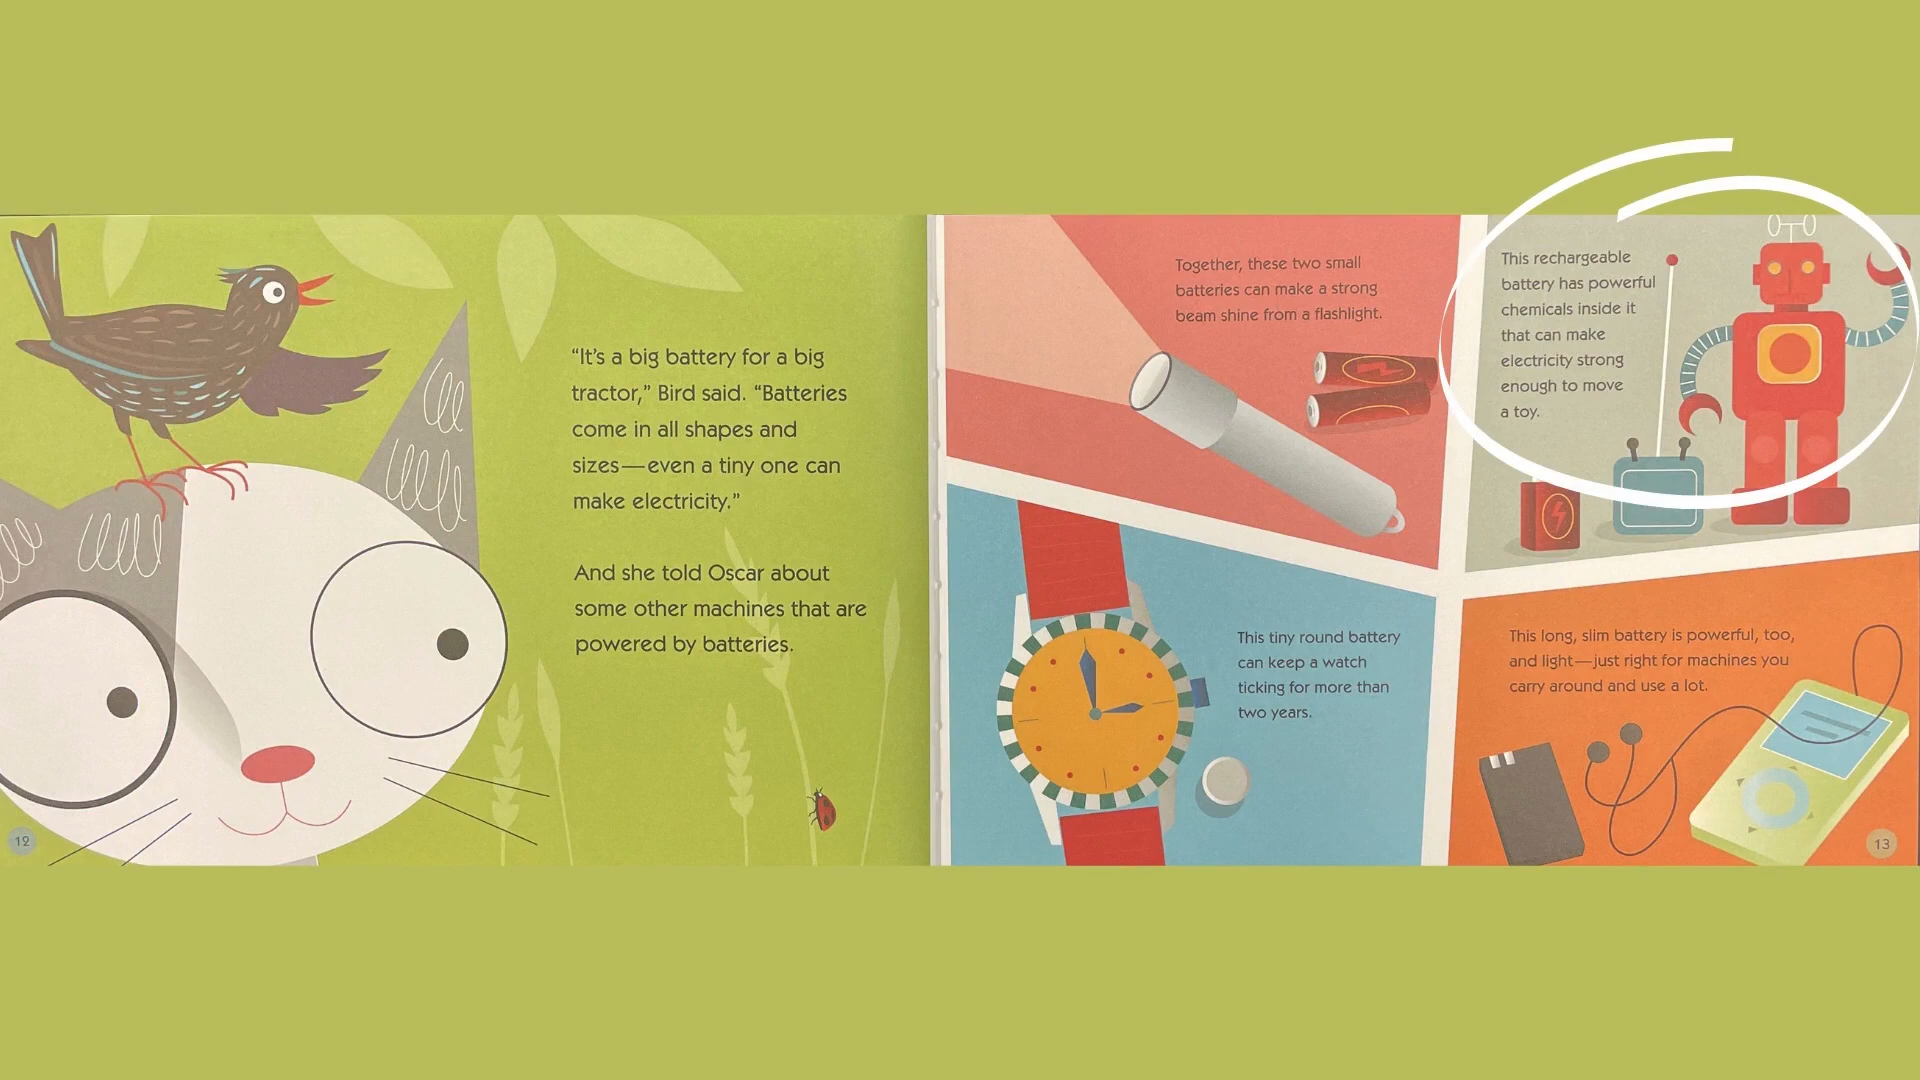 “It’s a big battery for a big
tractor,” Bird said. “Batteries
come in all shapes and
sizes—even a tiny one can
make electricity.”
And she told Oscar about
some other machines that are
powered by batteries.
12
Together, these two small
batteries can make a strong
beam shine from a flashlight.
This rechargeable
battery has powerful
chemicals inside it
that can make
electricity strong
enough to move
a toy.
This tiny round battery
can keep a watch
ticking for more than
two years.
This long, slim battery is powerful, too,
and light—just right for machines you
carry around and use a lot.
13